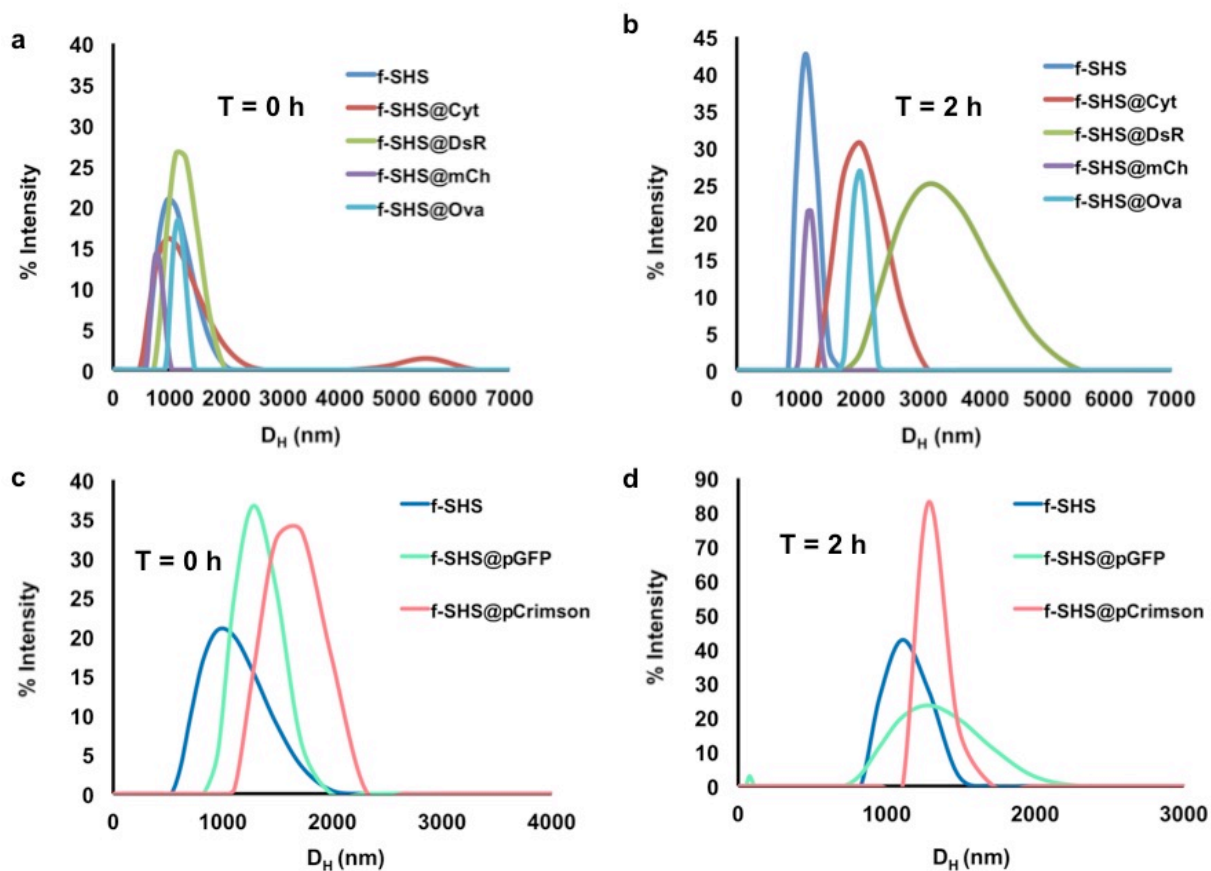 a
40
35
30
25
20
15
10
5
0
% Intensity
T = 0 h
f-SHS
f-SHS@Cyt
f-SHS@DsR
f-SHS@mCh
f-SHS@Ova
0 1000 2000 3000 4000 5000 6000 7000
DH (nm)
b
45
40
35
30
25
20
15
10
5
0
% Intensity
T = 2 h
f-SHS
f-SHS@Cyt
f-SHS@DsR
f-SHS@mCh
f-SHS@Ova
0 1000 2000 3000 4000 5000 6000 7000
DH (nm)
c
40
35
30
25
20
15
10
5
0
% Intensity
T = 0 h
f-SHS
f-SHS@pGFP
f-SHS@pCrimson
0 1000 2000 3000 4000
DH (nm)
d
90
80
70
60
50
40
30
20
10
0
% Intensity
T = 2 h
f-SHS
f-SHS@pGFP
f-SHS@pCrimson
0 1000 2000 3000
DH (nm)